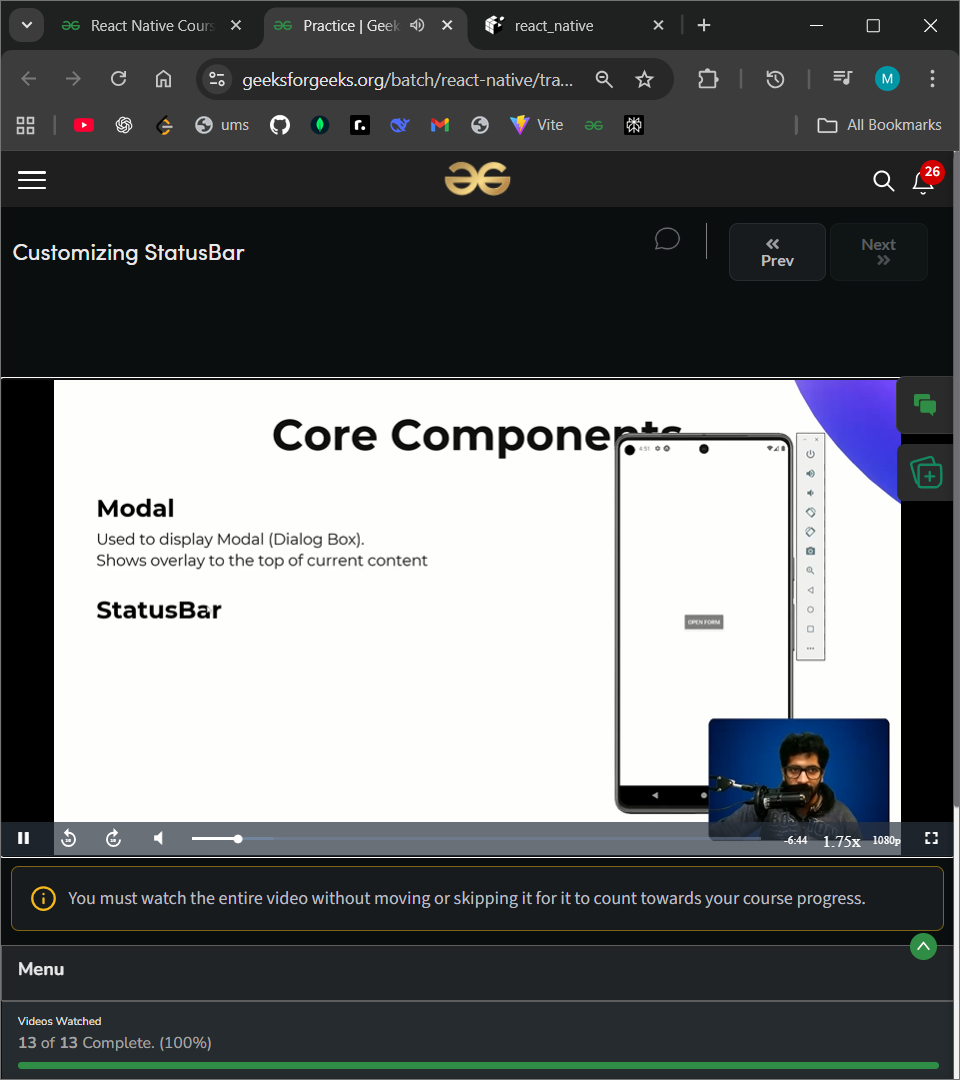 React Native Cours
Practice | Geek
react_native
geeksforgeeks.org/batch/react-native/tra...
M
ums
Vite
All Bookmarks
26
Customizing StatusBar
Prev
Next
Core Components
Modal
Used to display Modal (Dialog Box).
Shows overlay to the top of current content
StatusBar
4:51
OPEN FORM
-6:44
1.75x
1080p
You must watch the entire video without moving or skipping it for it to count towards your course progress.
Menu
Videos Watched
13 of 13 Complete. (100%)